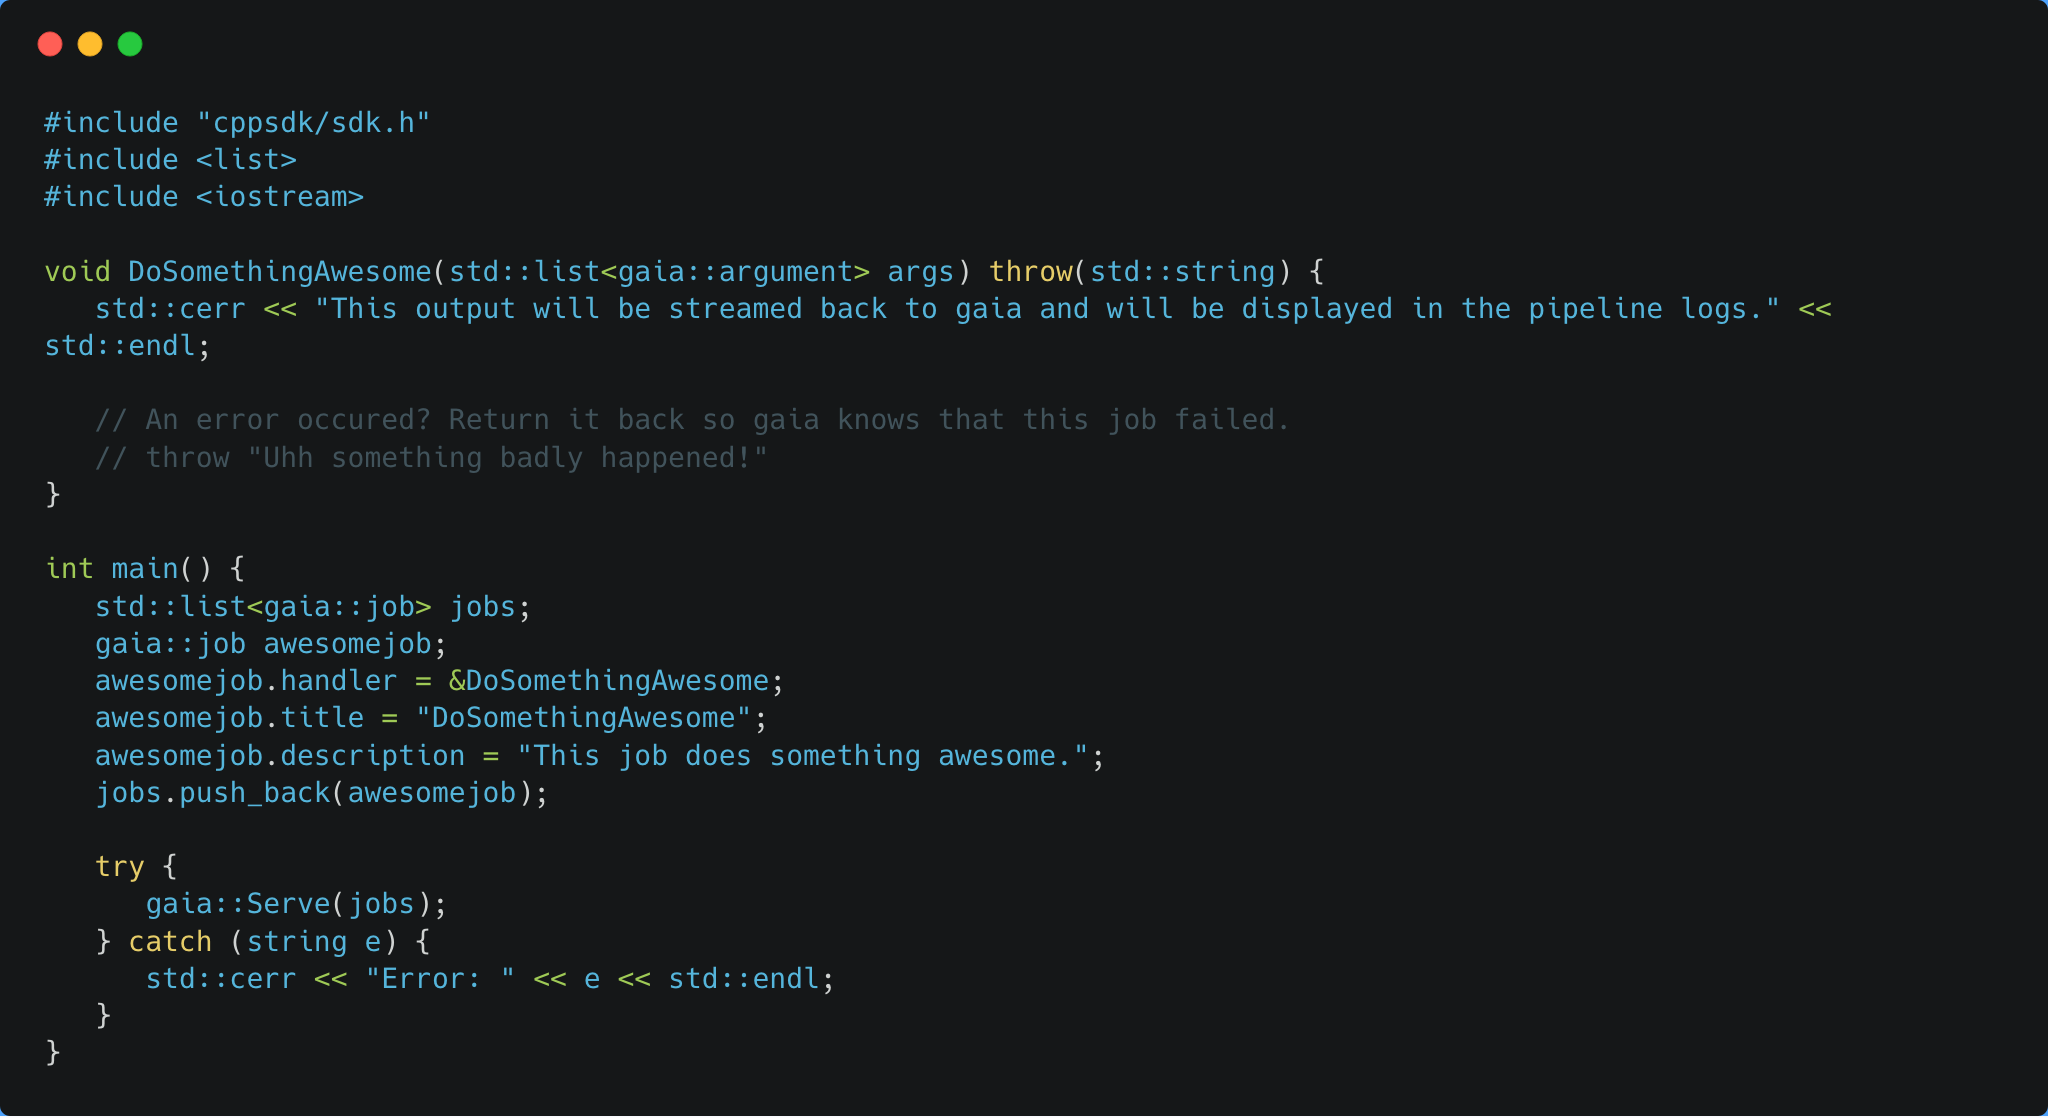 #include "cppsdk/sdk.h"
#include <list>
#include <iostream>
void DoSomethingAwesome(std::list<gaia::argument> args) throw(std::string) {
std::cerr << "This output will be streamed back to gaia and will be displayed in the pipeline logs." <<
std::endl;
// An error occured? Return it back so gaia knows that this job failed.
// throw "Uhh something badly happened!"
}
int main() {
std::list<gaia::job> jobs;
gaia::job awesomejob;
awesomejob.handler = &DoSomethingAwesome;
awesomejob.title = "DoSomethingAwesome";
awesomejob.description = "This job does something awesome.";
jobs.push_back(awesomejob);
try {
gaia::Serve(jobs);
} catch (string e) {
std::cerr << "Error: " << e << std::endl;
}
}